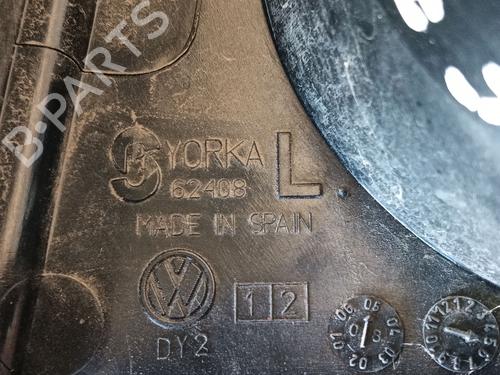 B-PARTS
YORKA L
62408
MADE IN SPAIN
1 2
DY2